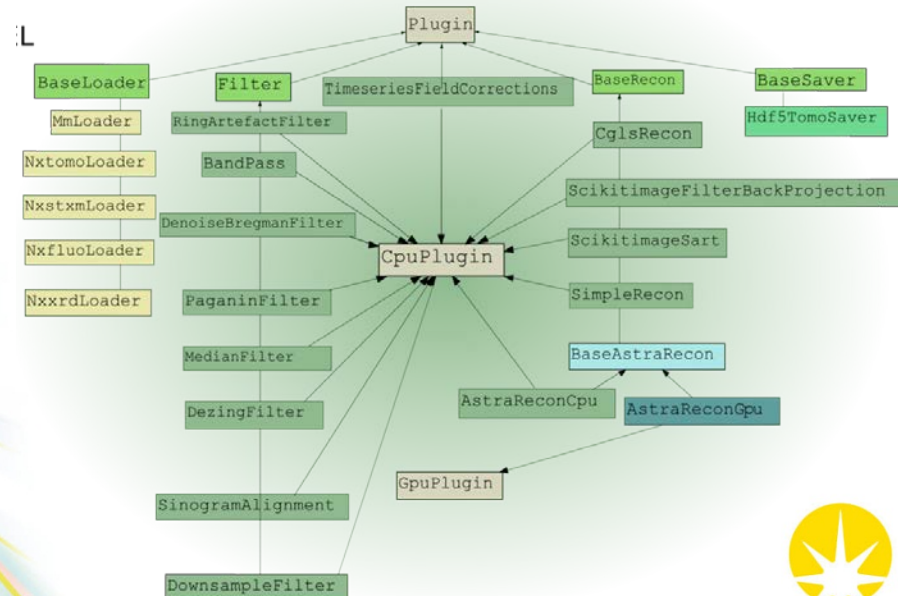 :L
Plugin
BaseLoader
Filter
TimeseriesFieldCorrections
BaseRecon
BaseSaver
MmLoader
RingArtefactFilter
CglsRecon
Hdf5TomoSaver
NxtomoLoader
BandPass
ScikitimageFilterBackProjection
NxstxmLoader
DenoiseBregmanFilter
ScikitimageSart
NxfluoLoader
CpuPlugin
NxxrdLoader
PaganinFilter
SimpleRecon
MedianFilter
BaseAstraRecon
DezingFilter
AstraReconCpu
AstraReconGpu
GpuPlugin
SinogramAlignment
DownsampleFilter